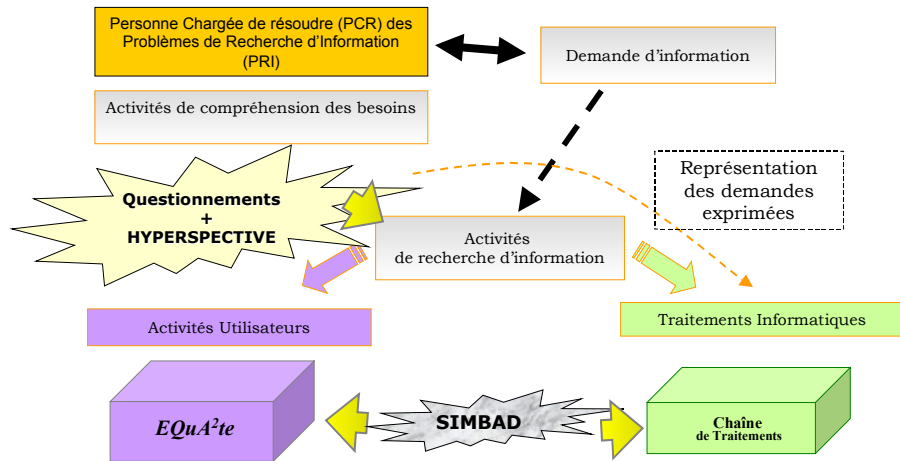 Personne Chargée de résoudre (PCR) des
Problèmes de Recherche d'Information
(PRI)
Demande d'information
Activités de compréhension des besoins
Représentation
des demandes
exprimées
Questionnements
+
HYPERSPECTIVE
Activités
de recherche d'information
Activités Utilisateurs
Traitements Informatiques
EQuA²te
SIMBAD
Chaîne
de Traitements